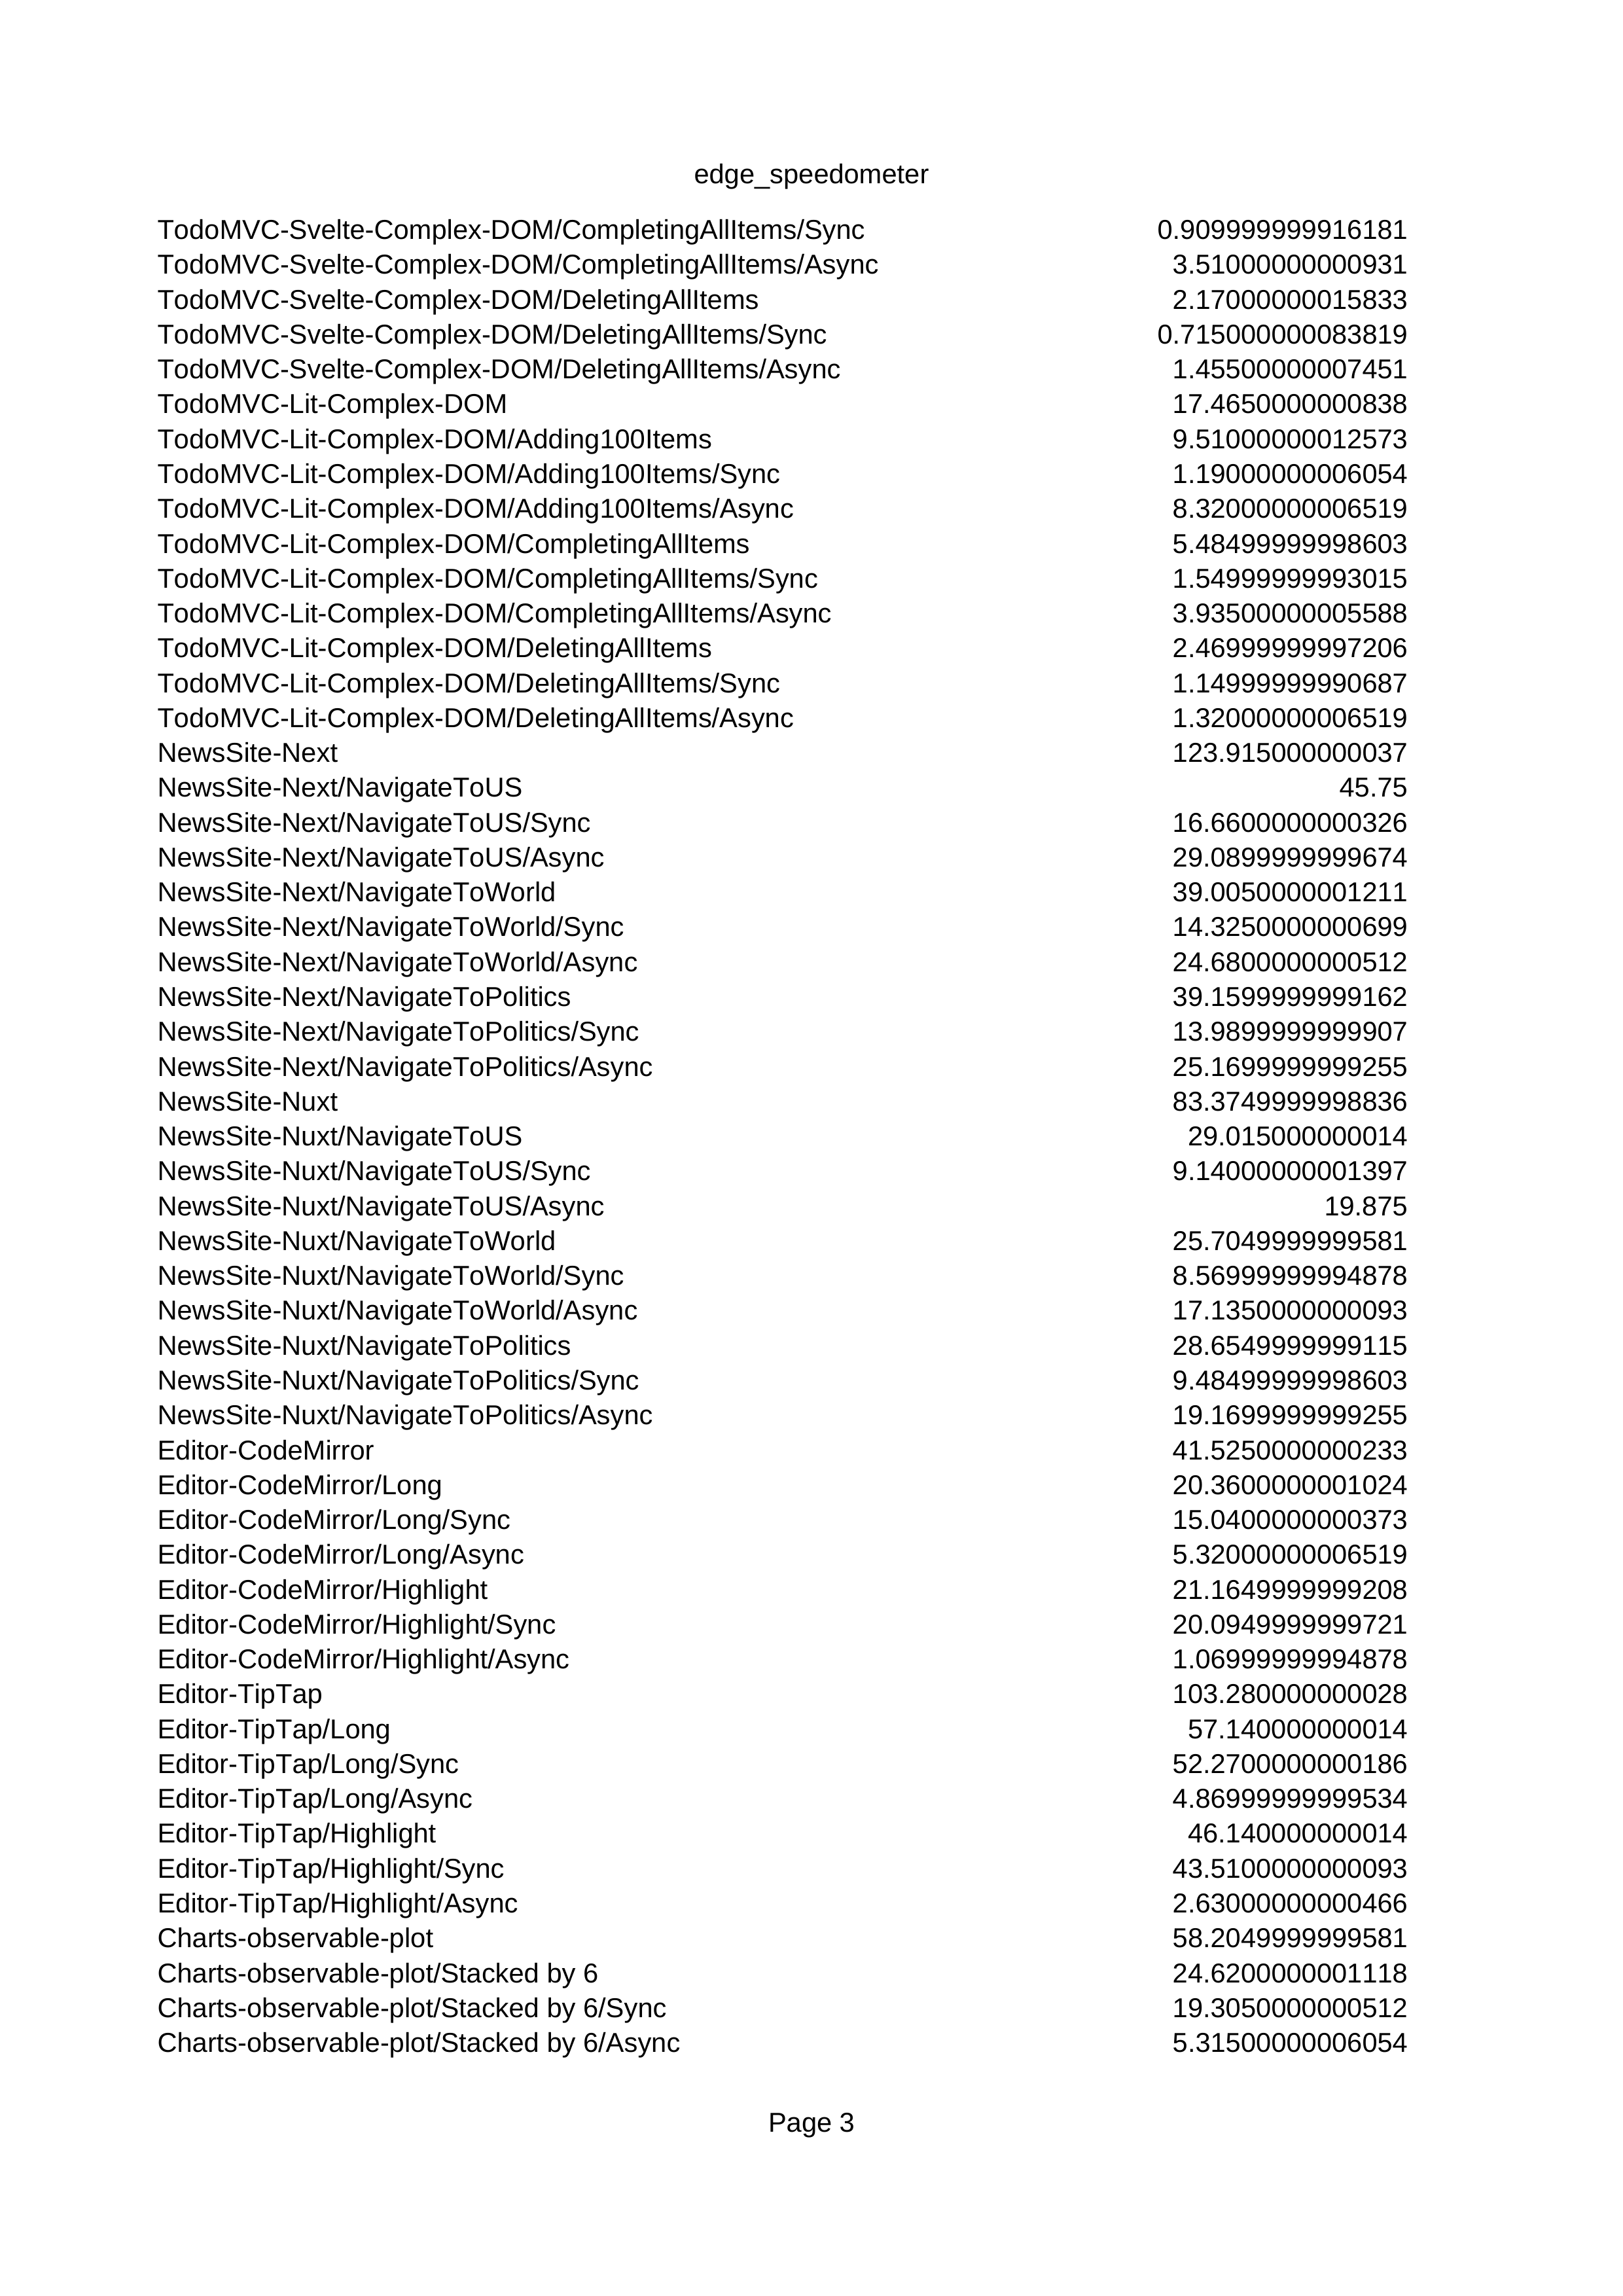 edge_speedometer
TodoMVC-Svelte-Complex-DOM/CompletingAllItems/Sync 0.909999999916181
TodoMVC-Svelte-Complex-DOM/CompletingAllItems/Async 3.51000000000931
TodoMVC-Svelte-Complex-DOM/DeletingAllItems 2.17000000015833
TodoMVC-Svelte-Complex-DOM/DeletingAllItems/Sync 0.715000000083819
TodoMVC-Svelte-Complex-DOM/DeletingAllItems/Async 1.45500000007451
TodoMVC-Lit-Complex-DOM 17.4650000000838
TodoMVC-Lit-Complex-DOM/Adding100Items 9.51000000012573
TodoMVC-Lit-Complex-DOM/Adding100Items/Sync 1.19000000006054
TodoMVC-Lit-Complex-DOM/Adding100Items/Async 8.32000000006519
TodoMVC-Lit-Complex-DOM/CompletingAllItems 5.48499999998603
TodoMVC-Lit-Complex-DOM/CompletingAllItems/Sync 1.54999999993015
TodoMVC-Lit-Complex-DOM/CompletingAllItems/Async 3.93500000005588
TodoMVC-Lit-Complex-DOM/DeletingAllItems 2.46999999997206
TodoMVC-Lit-Complex-DOM/DeletingAllItems/Sync 1.14999999990687
TodoMVC-Lit-Complex-DOM/DeletingAllItems/Async 1.32000000006519
NewsSite-Next 123.915000000037
NewsSite-Next/NavigateToUS 45.75
NewsSite-Next/NavigateToUS/Sync 16.6600000000326
NewsSite-Next/NavigateToUS/Async 29.0899999999674
NewsSite-Next/NavigateToWorld 39.0050000001211
NewsSite-Next/NavigateToWorld/Sync 14.3250000000699
NewsSite-Next/NavigateToWorld/Async 24.6800000000512
NewsSite-Next/NavigateToPolitics 39.1599999999162
NewsSite-Next/NavigateToPolitics/Sync 13.9899999999907
NewsSite-Next/NavigateToPolitics/Async 25.1699999999255
NewsSite-Nuxt 83.3749999998836
NewsSite-Nuxt/NavigateToUS 29.015000000014
NewsSite-Nuxt/NavigateToUS/Sync 9.14000000001397
NewsSite-Nuxt/NavigateToUS/Async 19.875
NewsSite-Nuxt/NavigateToWorld 25.7049999999581
NewsSite-Nuxt/NavigateToWorld/Sync 8.56999999994878
NewsSite-Nuxt/NavigateToWorld/Async 17.1350000000093
NewsSite-Nuxt/NavigateToPolitics 28.6549999999115
NewsSite-Nuxt/NavigateToPolitics/Sync 9.48499999998603
NewsSite-Nuxt/NavigateToPolitics/Async 19.1699999999255
Editor-CodeMirror 41.5250000000233
Editor-CodeMirror/Long 20.3600000001024
Editor-CodeMirror/Long/Sync 15.0400000000373
Editor-CodeMirror/Long/Async 5.32000000006519
Editor-CodeMirror/Highlight 21.1649999999208
Editor-CodeMirror/Highlight/Sync 20.0949999999721
Editor-CodeMirror/Highlight/Async 1.06999999994878
Editor-TipTap 103.280000000028
Editor-TipTap/Long 57.140000000014
Editor-TipTap/Long/Sync 52.2700000000186
Editor-TipTap/Long/Async 4.86999999999534
Editor-TipTap/Highlight 46.140000000014
Editor-TipTap/Highlight/Sync 43.5100000000093
Editor-TipTap/Highlight/Async 2.63000000000466
Charts-observable-plot 58.2049999999581
Charts-observable-plot/Stacked by 6 24.6200000001118
Charts-observable-plot/Stacked by 6/Sync 19.3050000000512
Charts-observable-plot/Stacked by 6/Async 5.31500000006054
Page 3